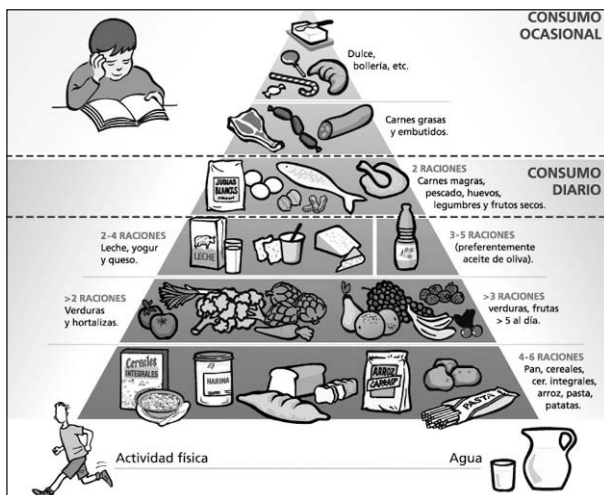 CONSUMO
OCASIONAL
Dulce,
bollería, etc.
Carnes grasas
y embutidos.
JUDIAS
BLANCAS
2 RACIONES
Carnes magras,
pescado, huevos,
legumbres y frutos secos.
CONSUMO
DIARIO
2-4 RACIONES
Leche, yogur
y queso.
LECHE
3-5 RACIONES
(preferentemente
aceite de oliva).
>2 RACIONES
Verduras
y hortalizas.
>3 RACIONES
verduras, frutas
> 5 al día.
Cereales
INTEGRALES
HARINA
ARROZ
PASTA
4-6 RACIONES
Pan, cereales,
cer. integrales,
arroz, pasta,
patatas.
Actividad física
Agua